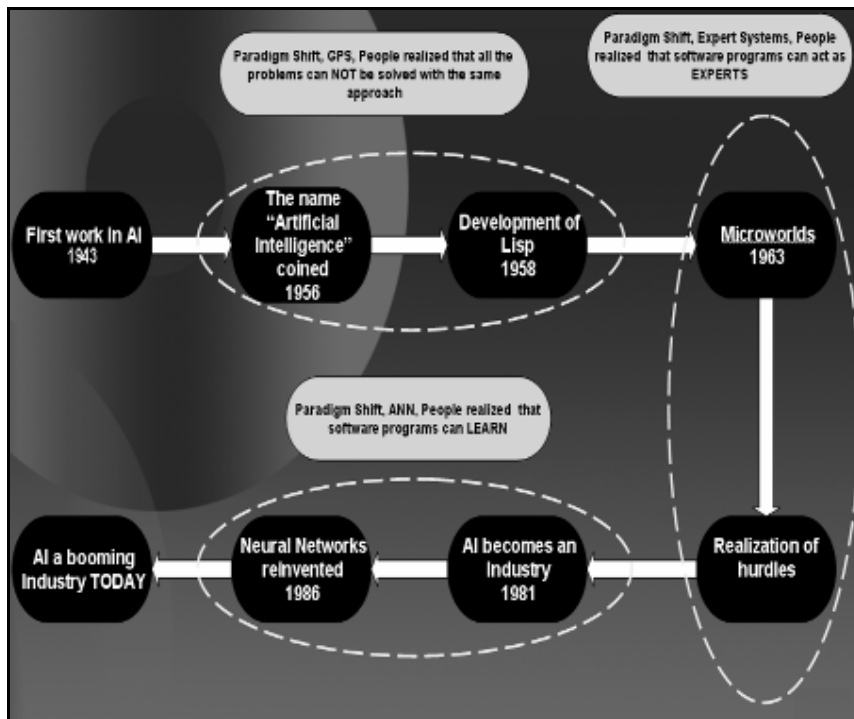 Paradigm Shift, GPS, People realized that all the
problems can NOT be solved with the same
approach
Paradigm Shift, Expert Systems, People
realized that software programs can act as
EXPERTS
First work in AI
1943
The name
“Artificial
Intelligence”
coined
1956
Development of
Lisp
1958
Microworlds
1963
Paradigm Shift, ANN, People realized that
software programs can LEARN
AI a booming
Industry TODAY
Neural Networks
reinvented
1986
AI becomes an
Industry
1981
Realization of
hurdles